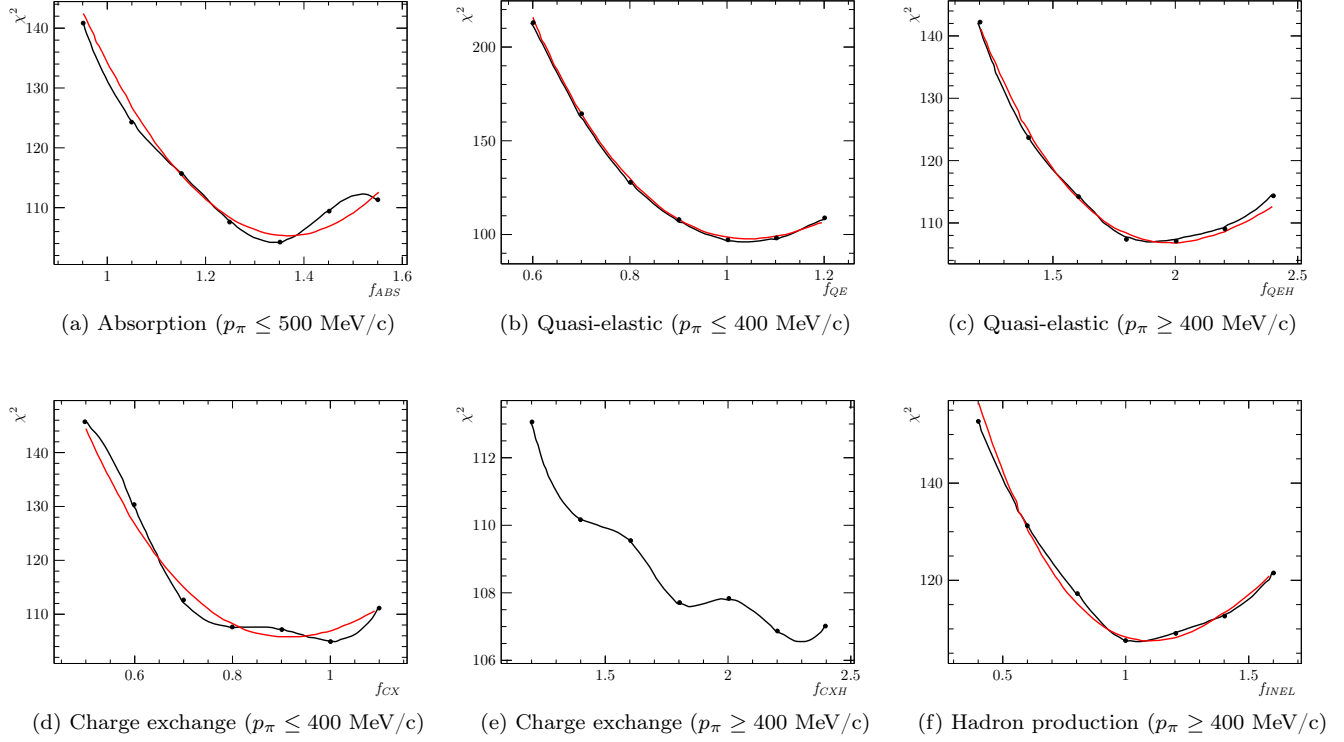 χ²
140
130
120
110
1
1.2
1.4
1.6
f_ABS
(a) Absorption (p_π ≤ 500 MeV/c)
χ²
200
150
100
0.6
0.8
1
1.2
f_QE
(b) Quasi-elastic (p_π ≤ 400 MeV/c)
χ²
140
130
120
110
1.5
2
2.5
f_QEH
(c) Quasi-elastic (p_π ≥ 400 MeV/c)
χ²
140
130
120
110
0.6
0.8
1
f_CX
(d) Charge exchange (p_π ≤ 400 MeV/c)
χ²
112
110
108
106
1.5
2
2.5
f_CXH
(e) Charge exchange (p_π ≥ 400 MeV/c)
χ²
140
120
0.5
1
1.5
f_INEL
(f) Hadron production (p_π ≥ 400 MeV/c)